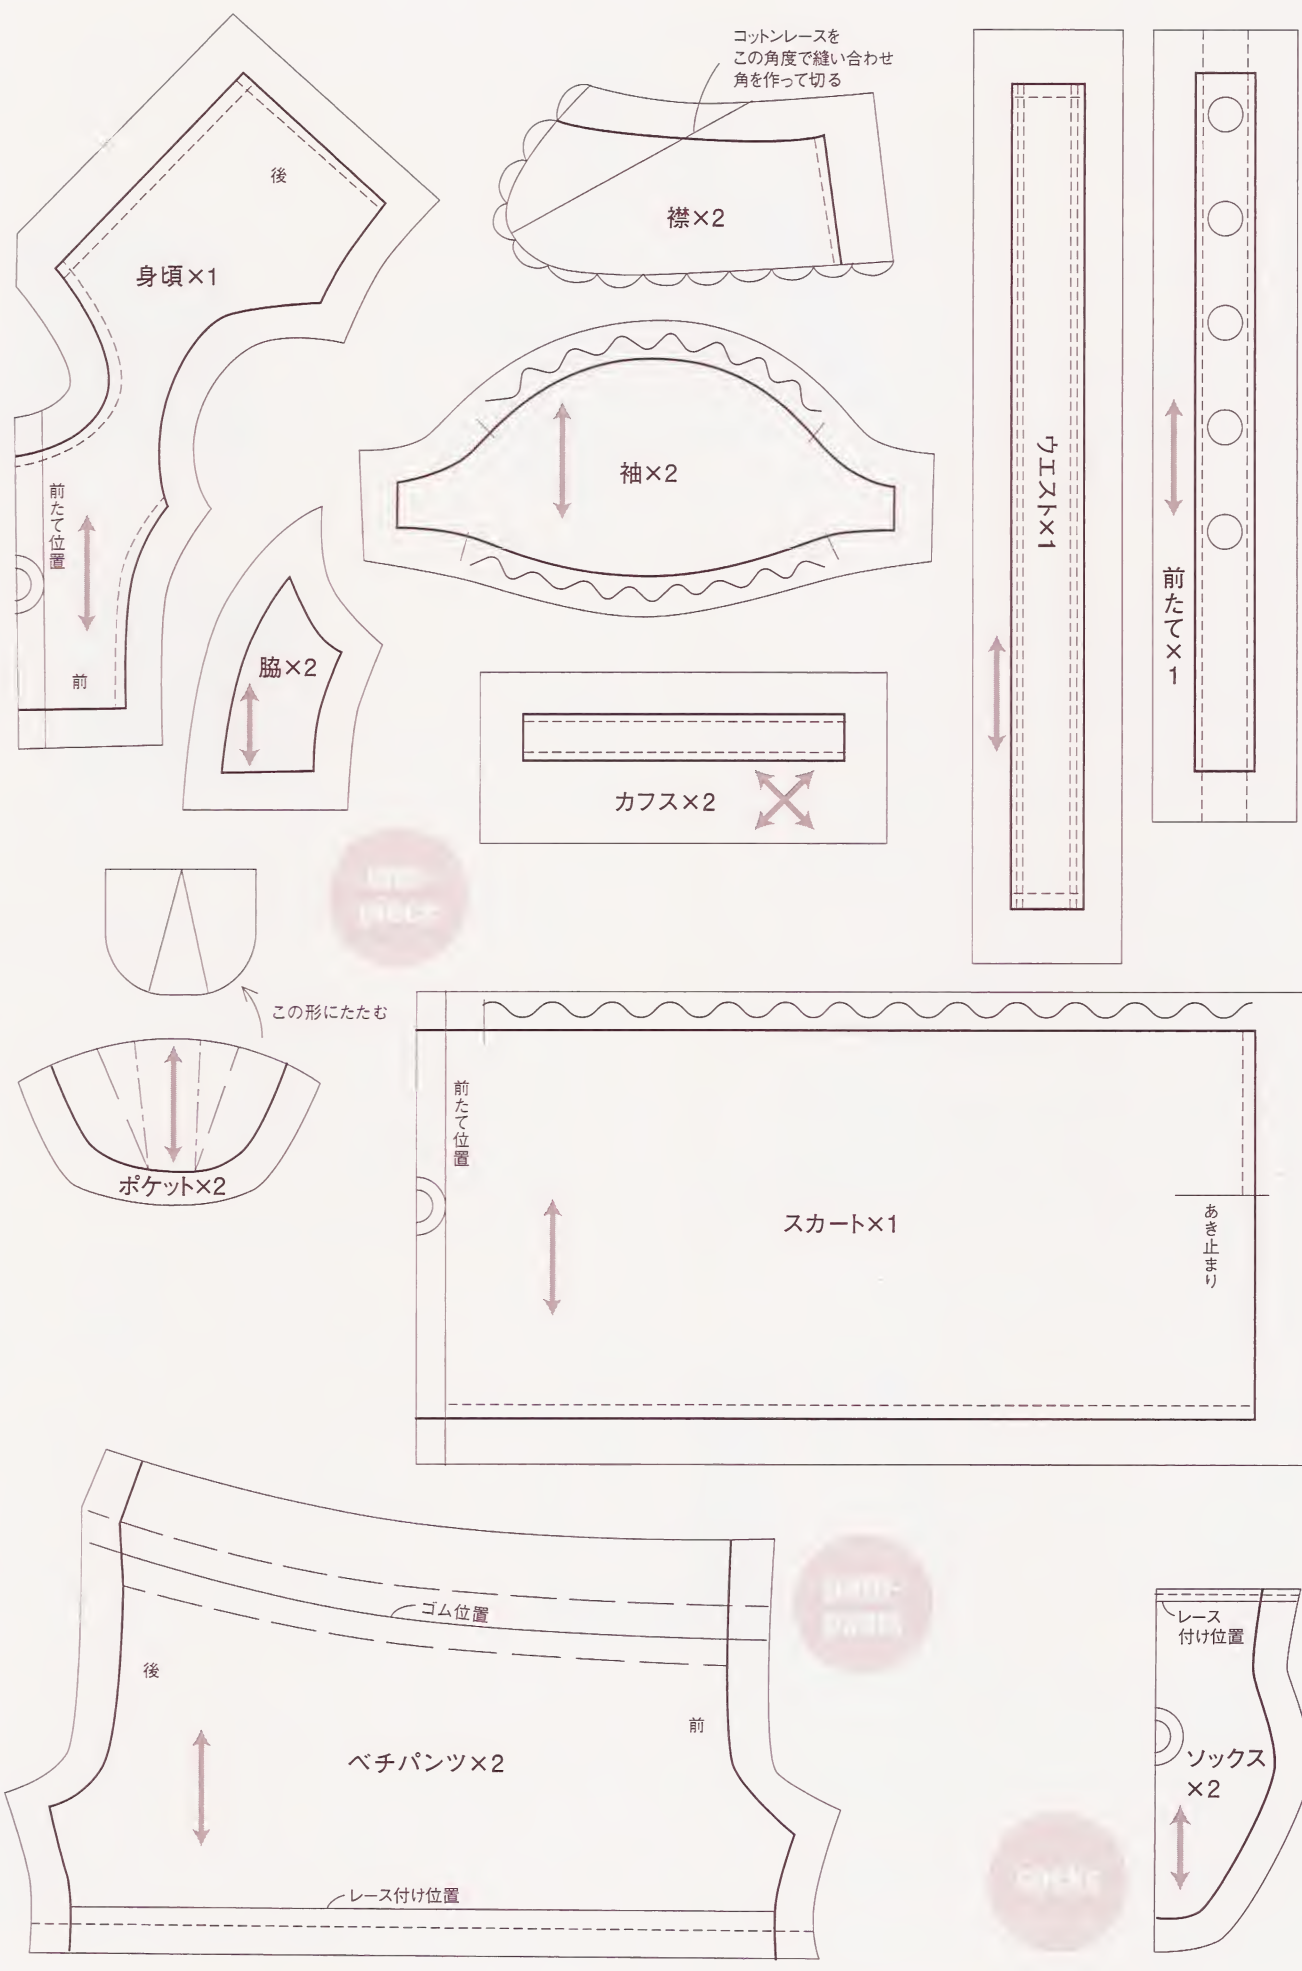 コットンレースを
この角度で縫い合わせ
角を作って切る
後
襟×2
身頃×1
袖×2
ウエスト×1
前たて位置
前たて×1
前
脇×2
カフス×2
この形にたたむ
前たて位置
ポケット×2
スカート×1
あき止まり
ゴム位置
レース
付け位置
後
前
ペチパンツ×2
ソックス
×2
レース付け位置
socks